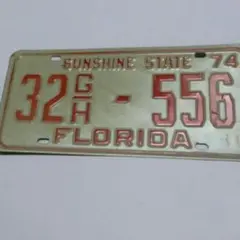 SUNSHINE STATE 74
32 G/H - 556
FLORIDA